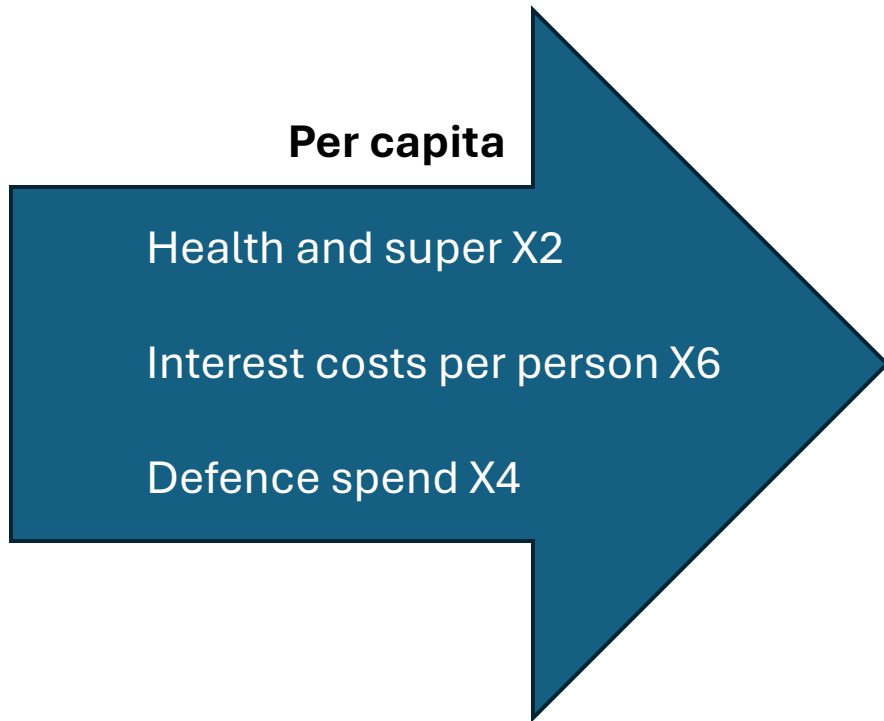 Per capita
Health and super X2
Interest costs per person X6
Defence spend X4